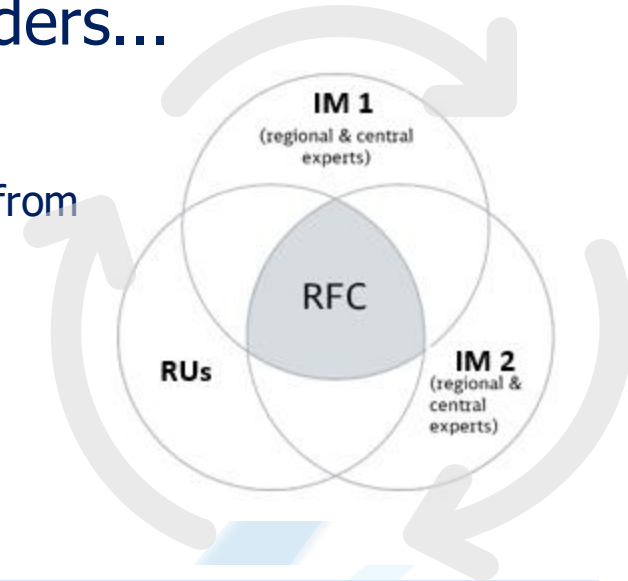 ders...
from
IM 1
(regional & central
experts)
RFC
RUs
IM 2
(regional &
central
experts)